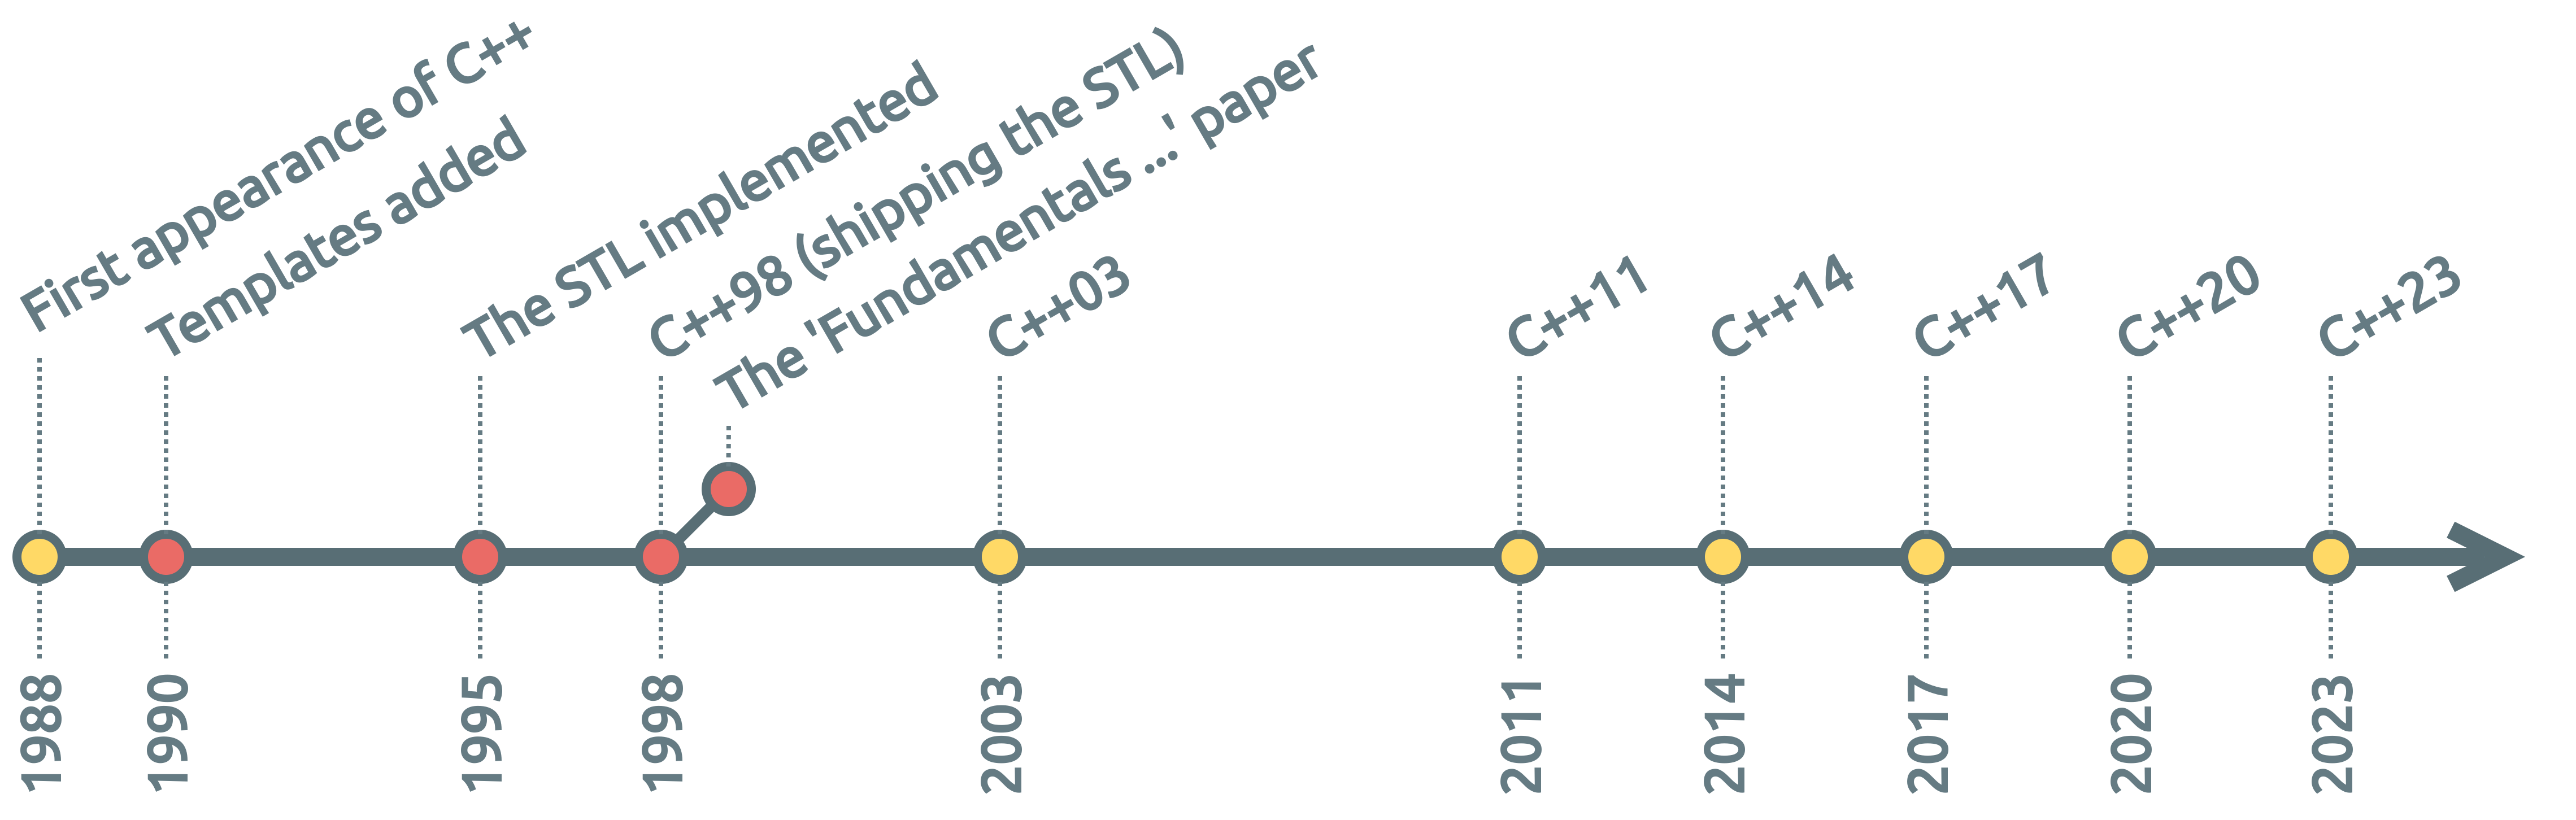 First appearance of C++
Templates added
The STL implemented
C++98 (shipping the STL)
The 'Fundamentals ...' paper
C++03
C++11
C++14
C++17
C++20
C++23
1988
1990
1995
1998
2003
2011
2014
2017
2020
2023